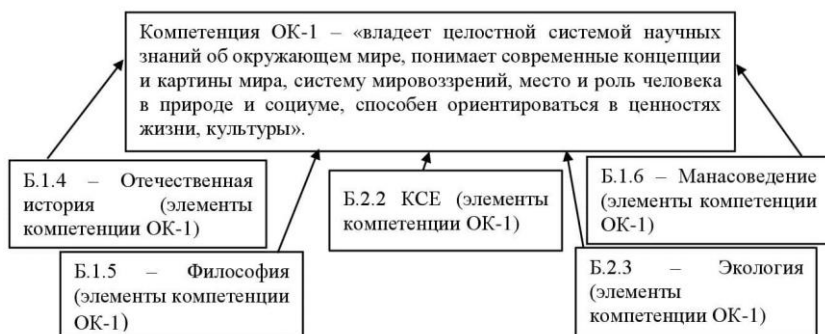 Компетенция ОК-1 – «владеет целостной системой научных
знаний об окружающем мире, понимает современные концепции
и картины мира, систему мировоззрений, место и роль человека
в природе и социуме, способен ориентироваться в ценностях
жизни, культуры».
Б.1.4 – Отечественная
история (элементы
компетенции ОК-1)
Б.2.2 КСЕ (элементы
компетенции ОК-1)
Б.1.6 – Манасоведение
(элементы компетенции
ОК-1)
Б.1.5 – Философия
(элементы компетенции
ОК-1)
Б.2.3 – Экология
(элементы
компетенции ОК-1)